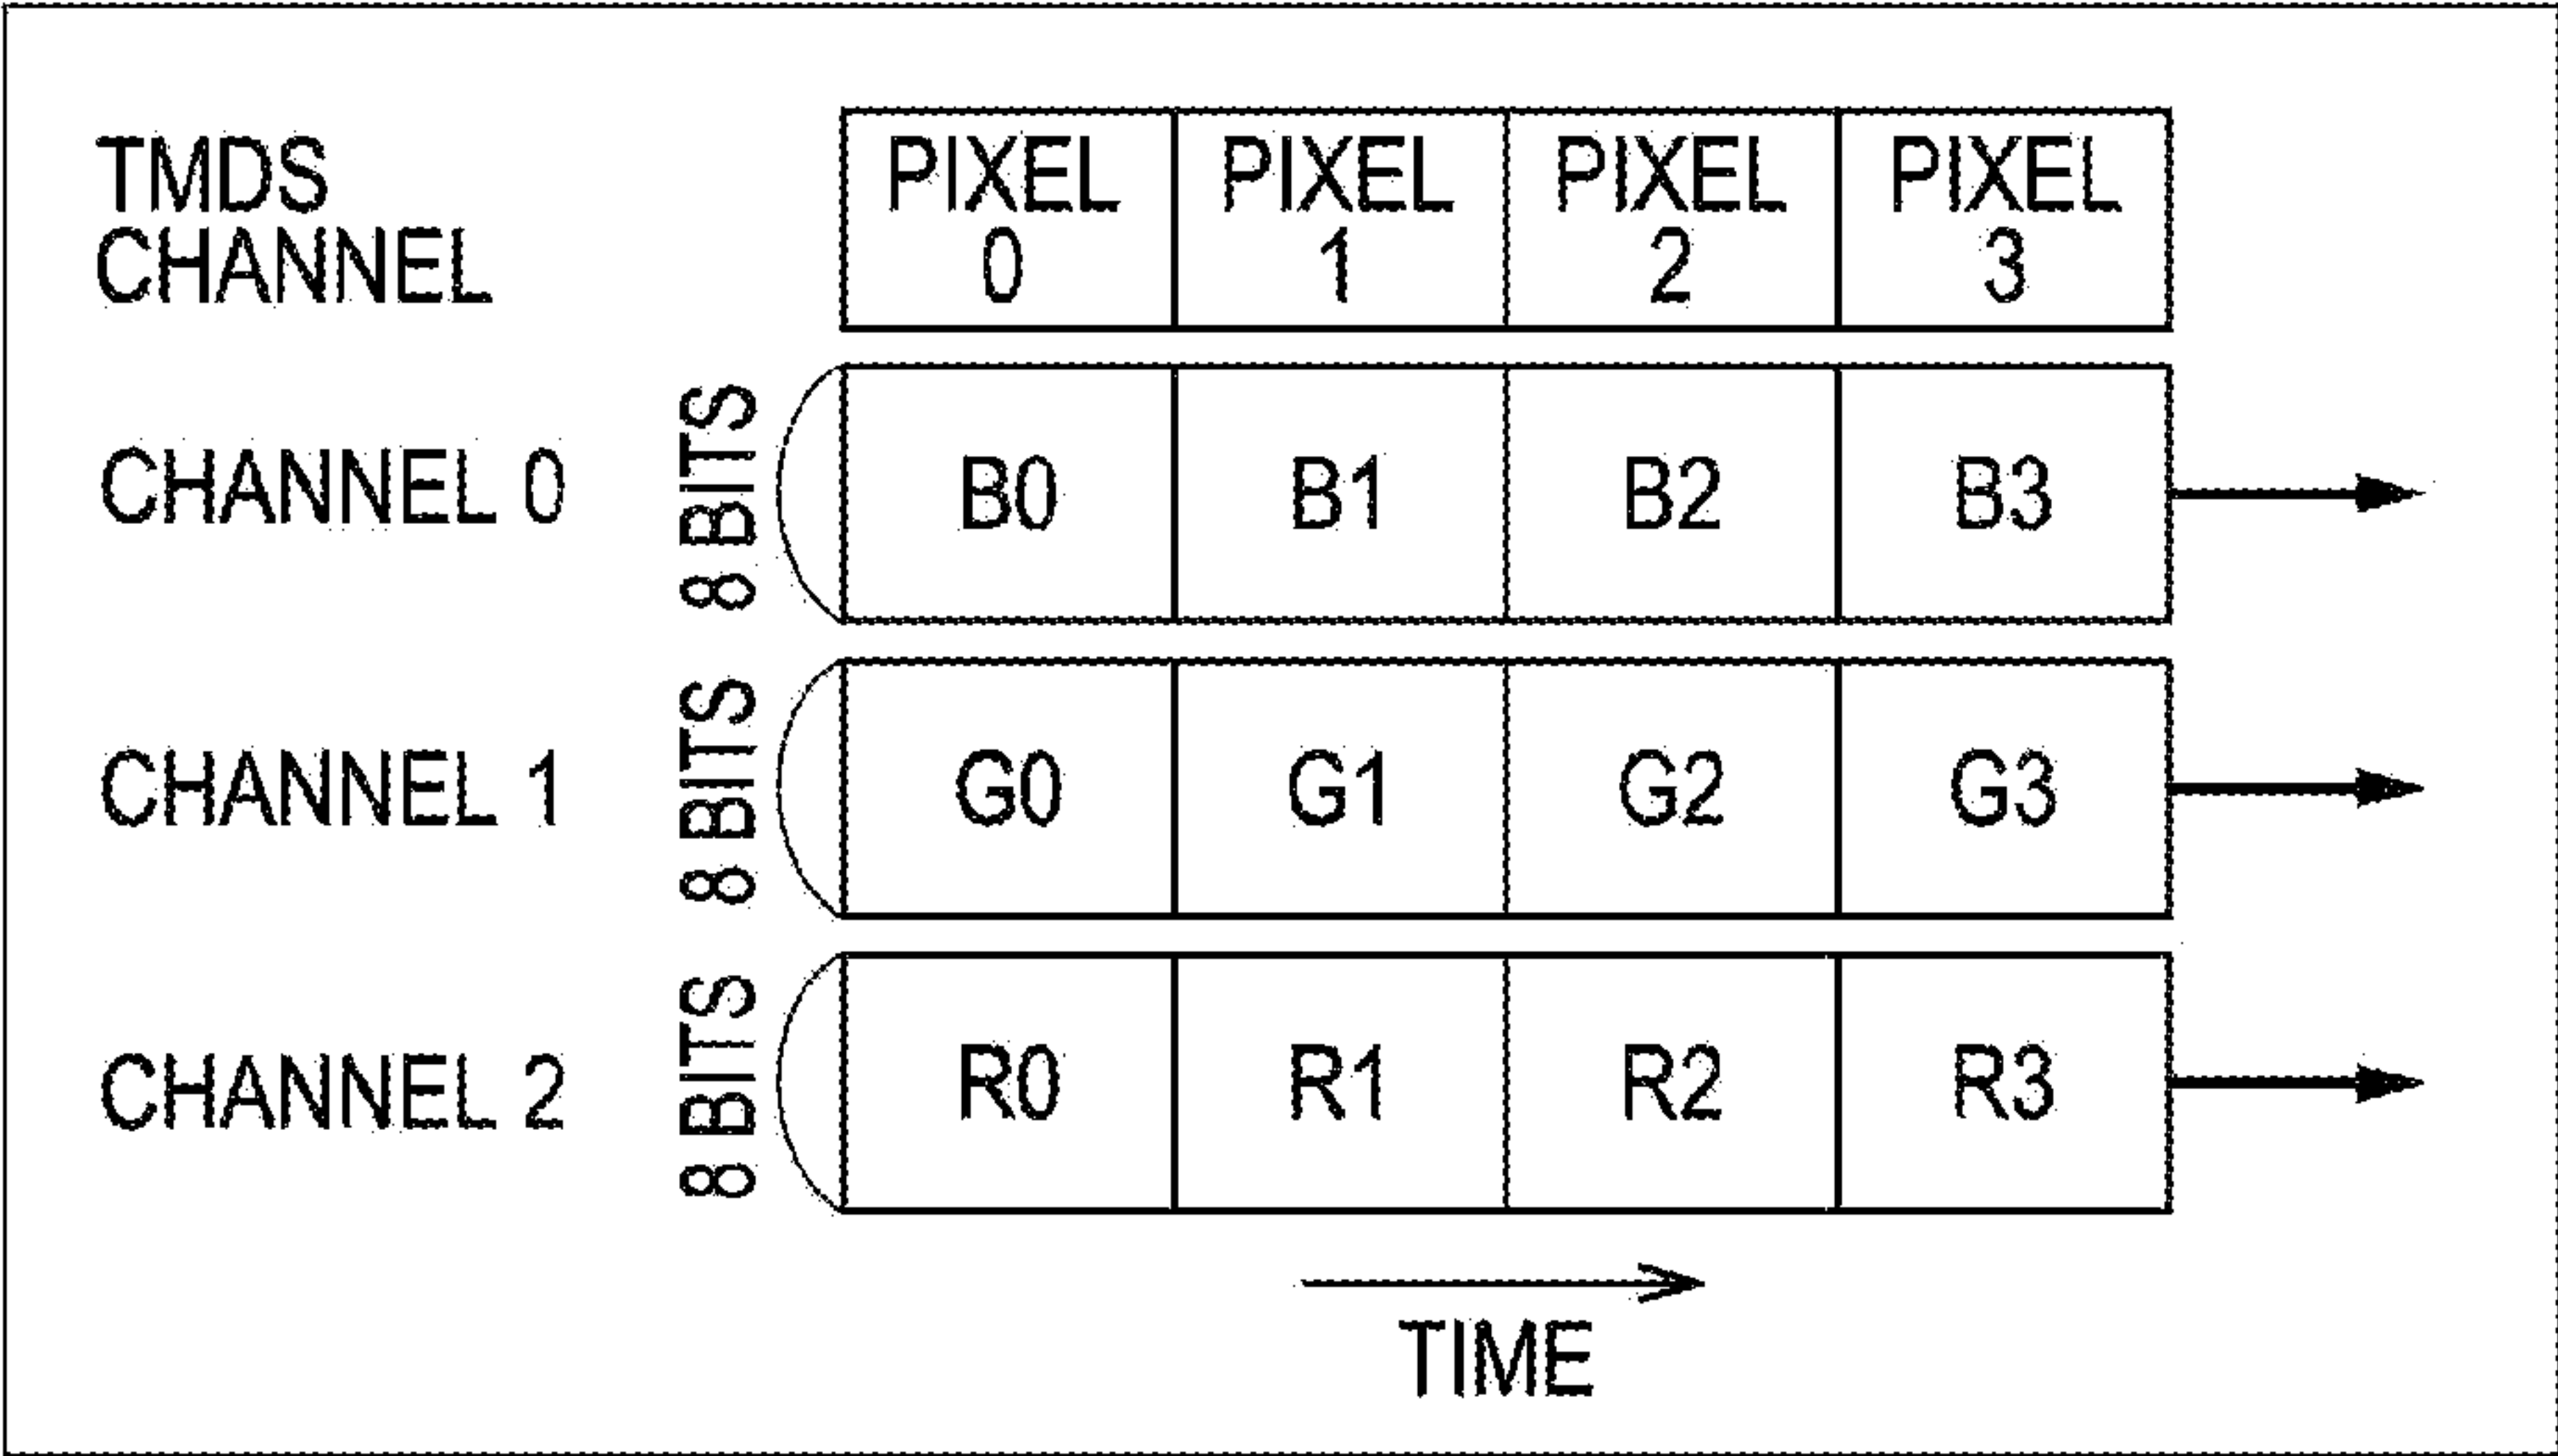 TMDS
CHANNEL
PIXEL
0
PIXEL
1
PIXEL
2
PIXEL
3
CHANNEL 0
8 BITS
B0
B1
B2
B3
CHANNEL 1
8 BITS
G0
G1
G2
G3
CHANNEL 2
8 BITS
R0
R1
R2
R3
TIME